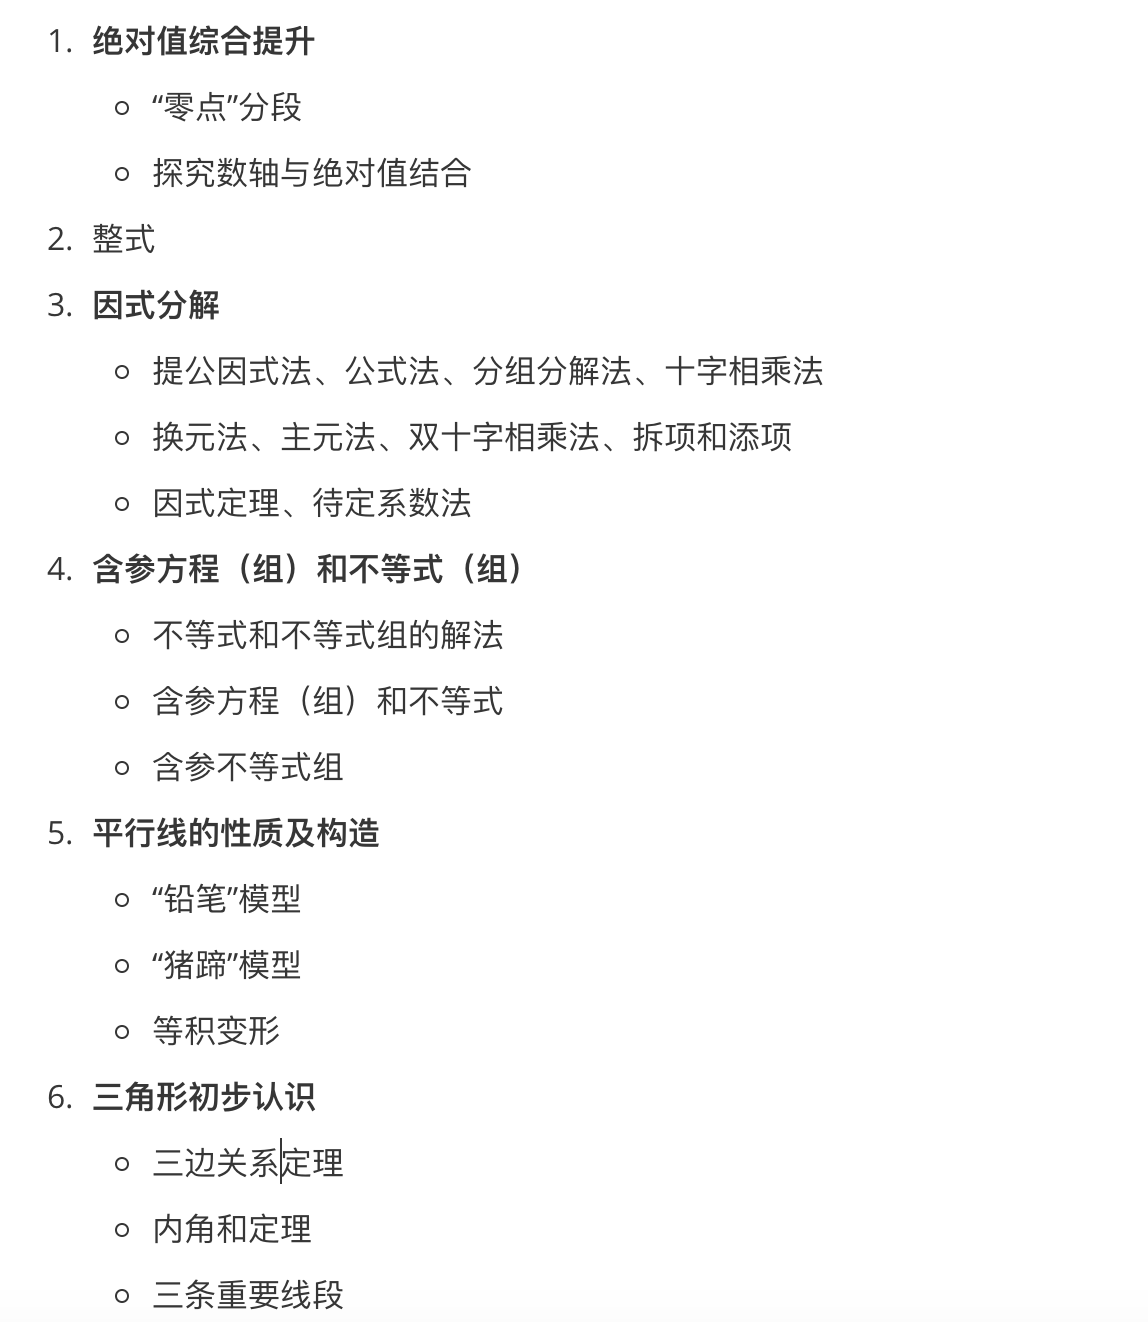 1. 绝对值综合提升
“零点”分段
探究数轴与绝对值结合
2. 整式
3. 因式分解
提公因式法、公式法、分组分解法、十字相乘法
换元法、主元法、双十字相乘法、拆项和添项
因式定理、待定系数法
4. 含参方程（组）和不等式（组）
不等式和不等式组的解法
含参方程（组）和不等式
含参不等式组
5. 平行线的性质及构造
“铅笔”模型
“猪蹄”模型
等积变形
6. 三角形初步认识
三边关系定理
内角和定理
三条重要线段